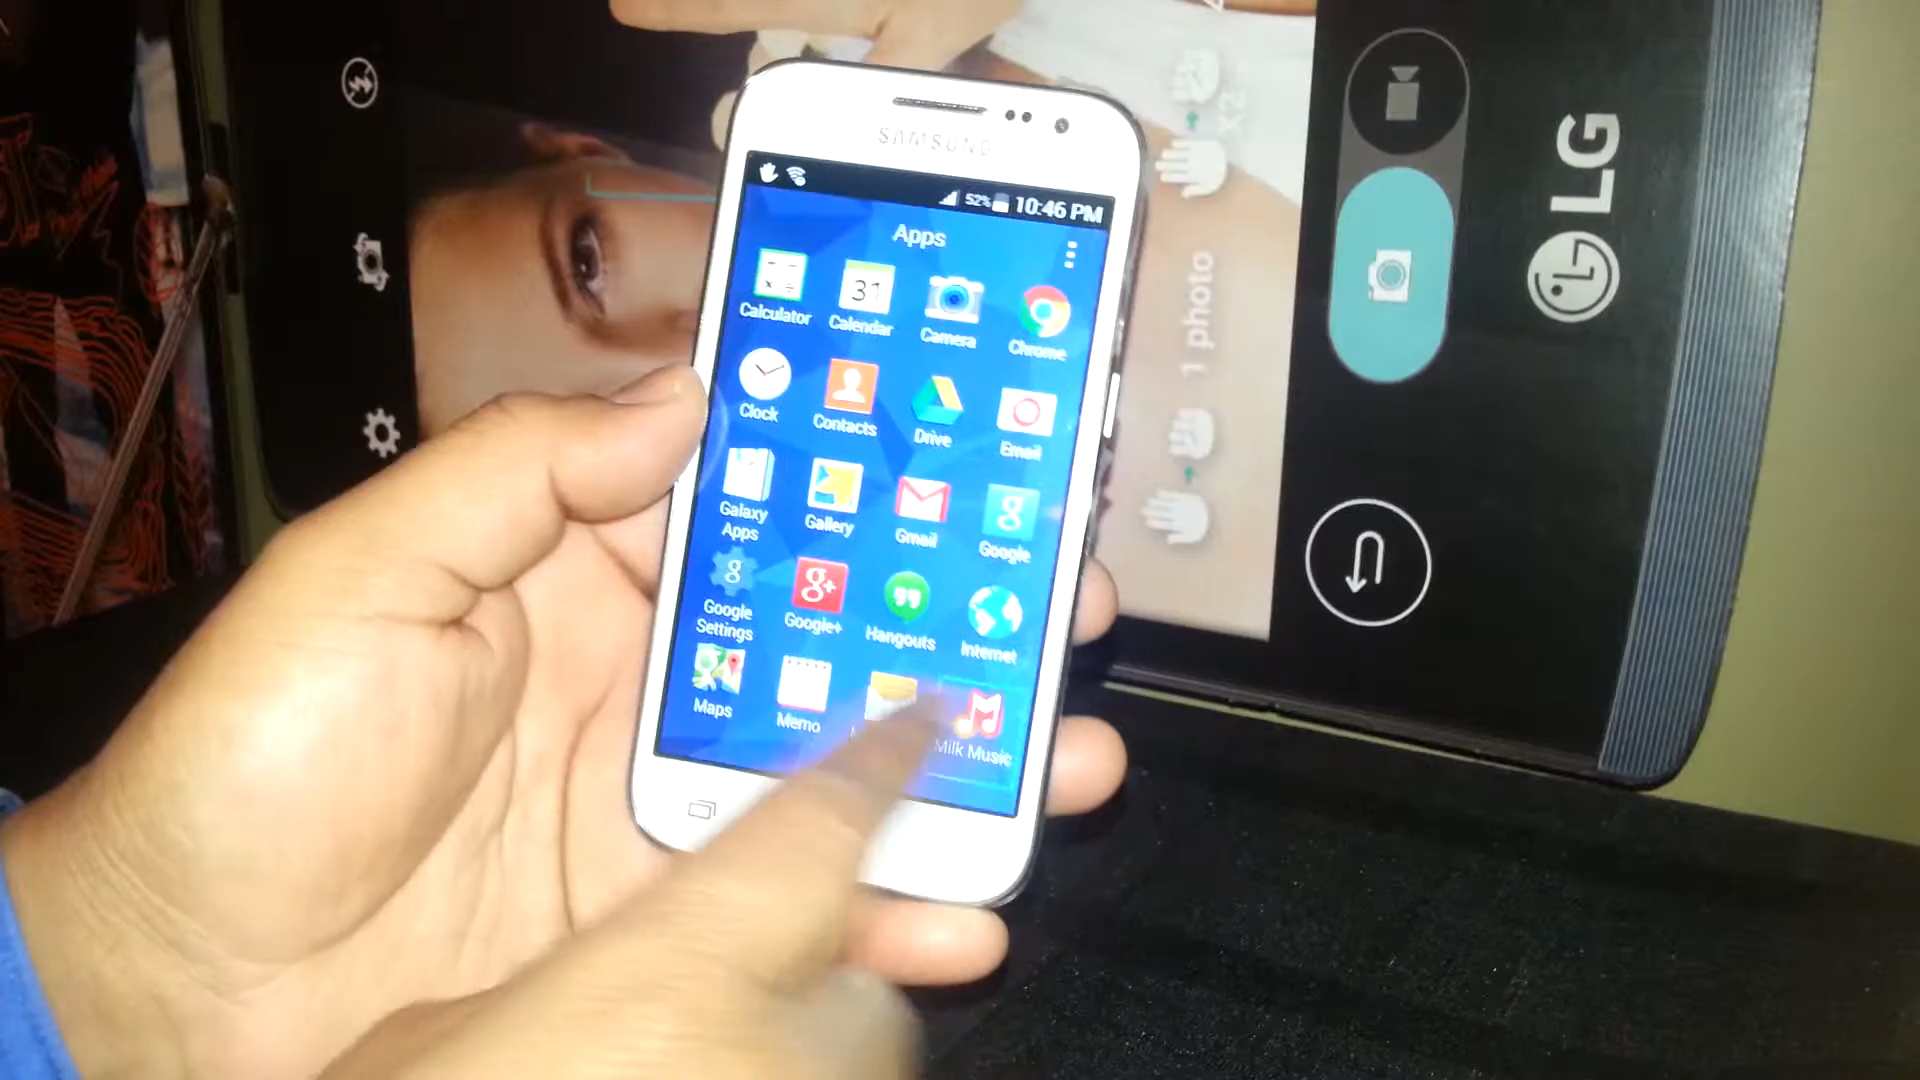 SAMSUNG
52% 10:46 PM
Apps
31
Calculator Calendar Camera Chrome
Clock Contacts Drive Email
Galaxy Apps Gallery Gmail Google
Google Settings Google+ Hangouts Internet
Maps Memo Milk Music
1 photo
X2
LG